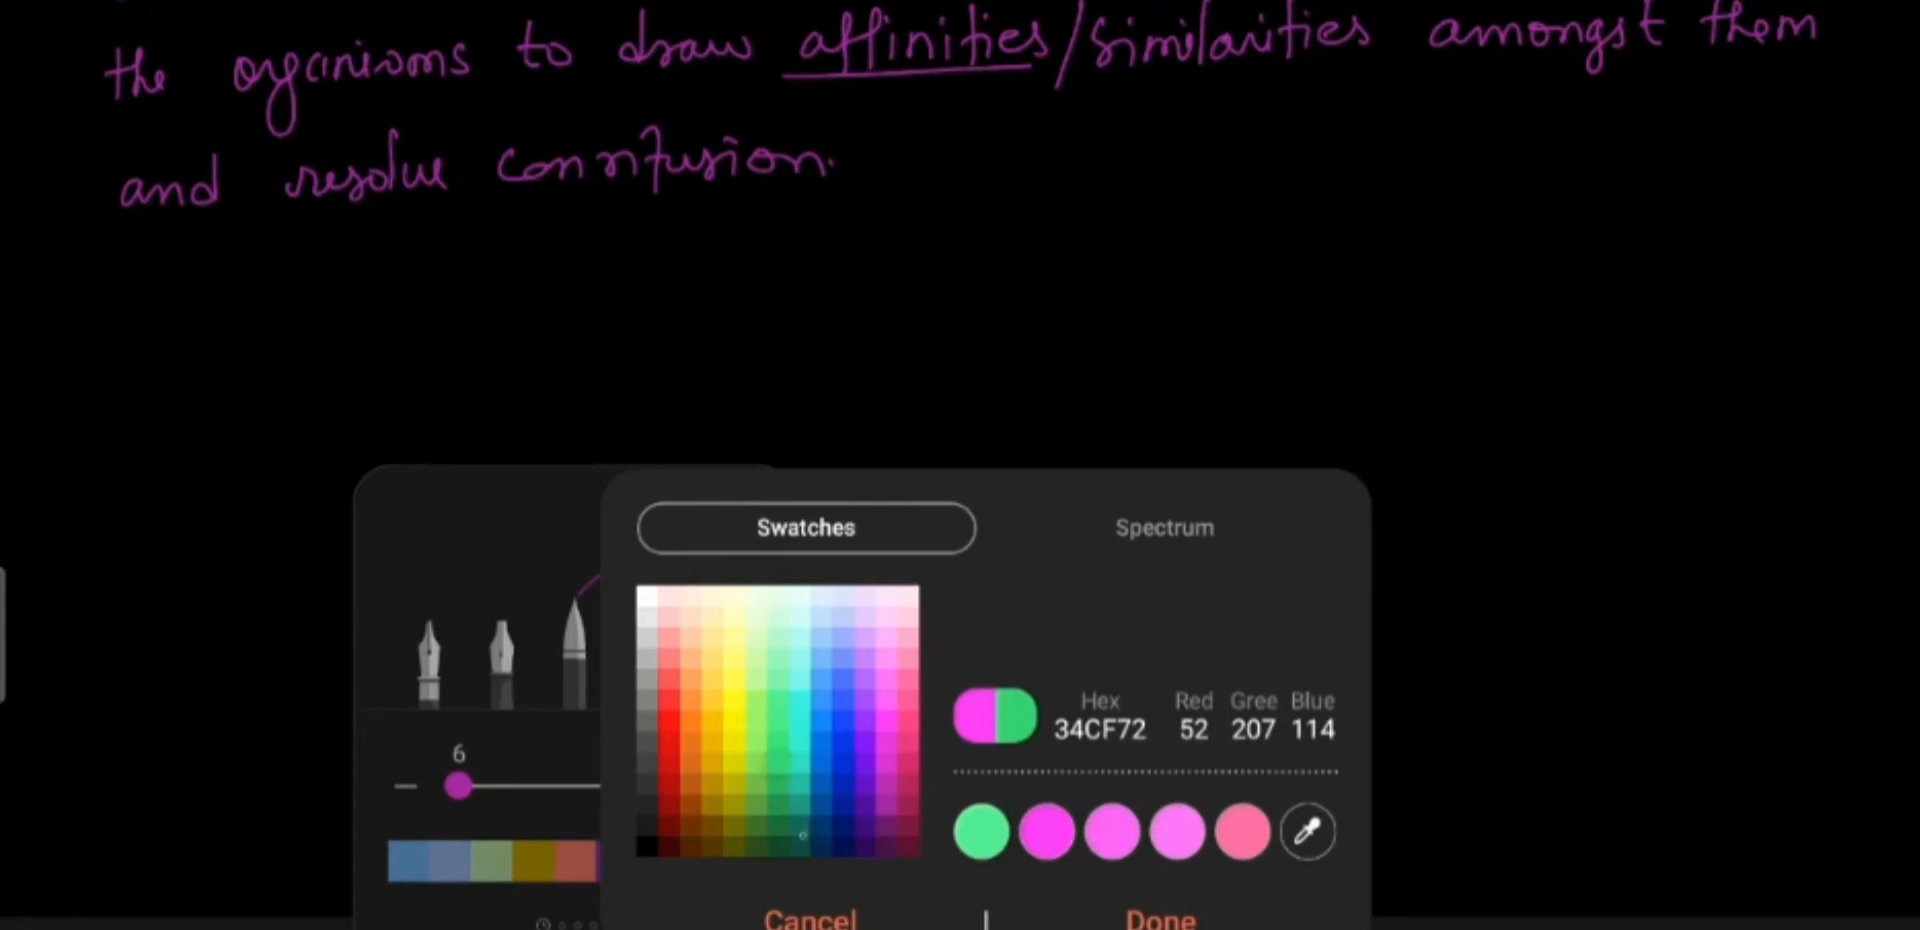 the organisms to draw affinities/similarities amongst them
and resolve connfusion.
Swatches Spectrum
Hex Red Gree Blue
34CF72 52 207 114
6
Cancel Done